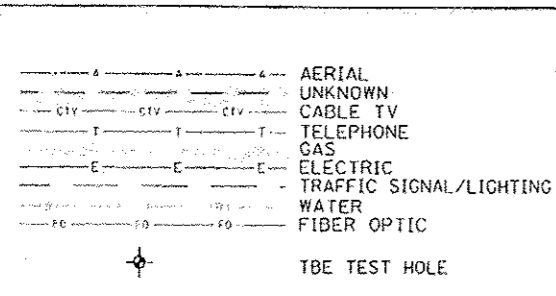 A A A AERIAL
UNKNOWN
CTV CTV CTV CABLE TV
T T T TELEPHONE
GAS
E E E ELECTRIC
TRAFFIC SIGNAL/LIGHTING
WATER
FO FO FO FIBER OPTIC
TBE TEST HOLE